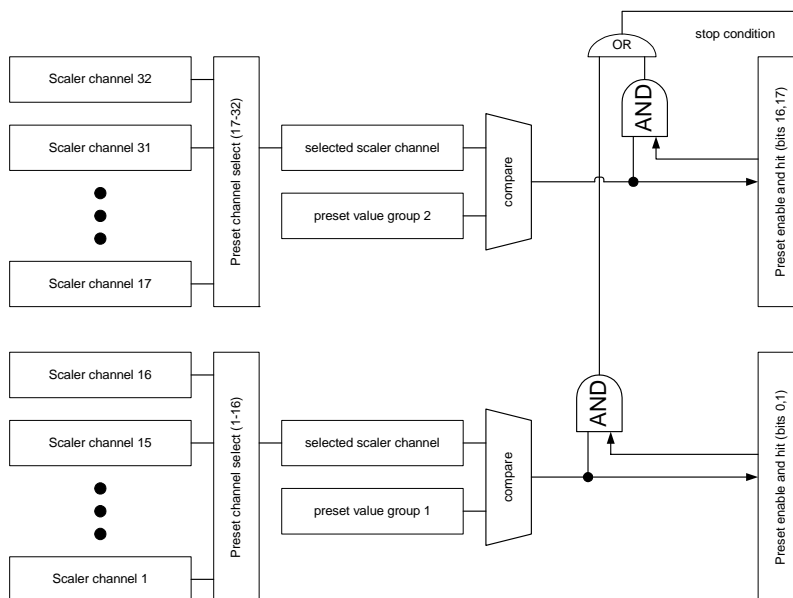 OR
stop condition
Scaler channel 32
Scaler channel 31
Scaler channel 17
Preset channel select (17-32)
selected scaler channel
preset value group 2
compare
AND
Preset enable and hit (bits 16,17)
Scaler channel 16
Scaler channel 15
Scaler channel 1
Preset channel select (1-16)
selected scaler channel
preset value group 1
compare
AND
Preset enable and hit (bits 0,1)